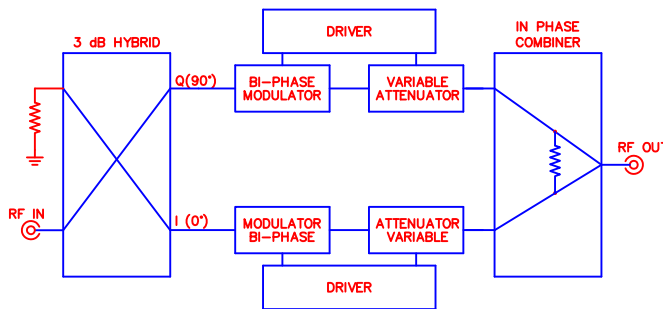 DRIVER
3 dB HYBRID
IN PHASE
COMBINER
Q(90°)
BI-PHASE
MODULATOR
VARIABLE
ATTENUATOR
RF OUT
RF IN
I (0°)
MODULATOR
BI-PHASE
ATTENUATOR
VARIABLE
DRIVER